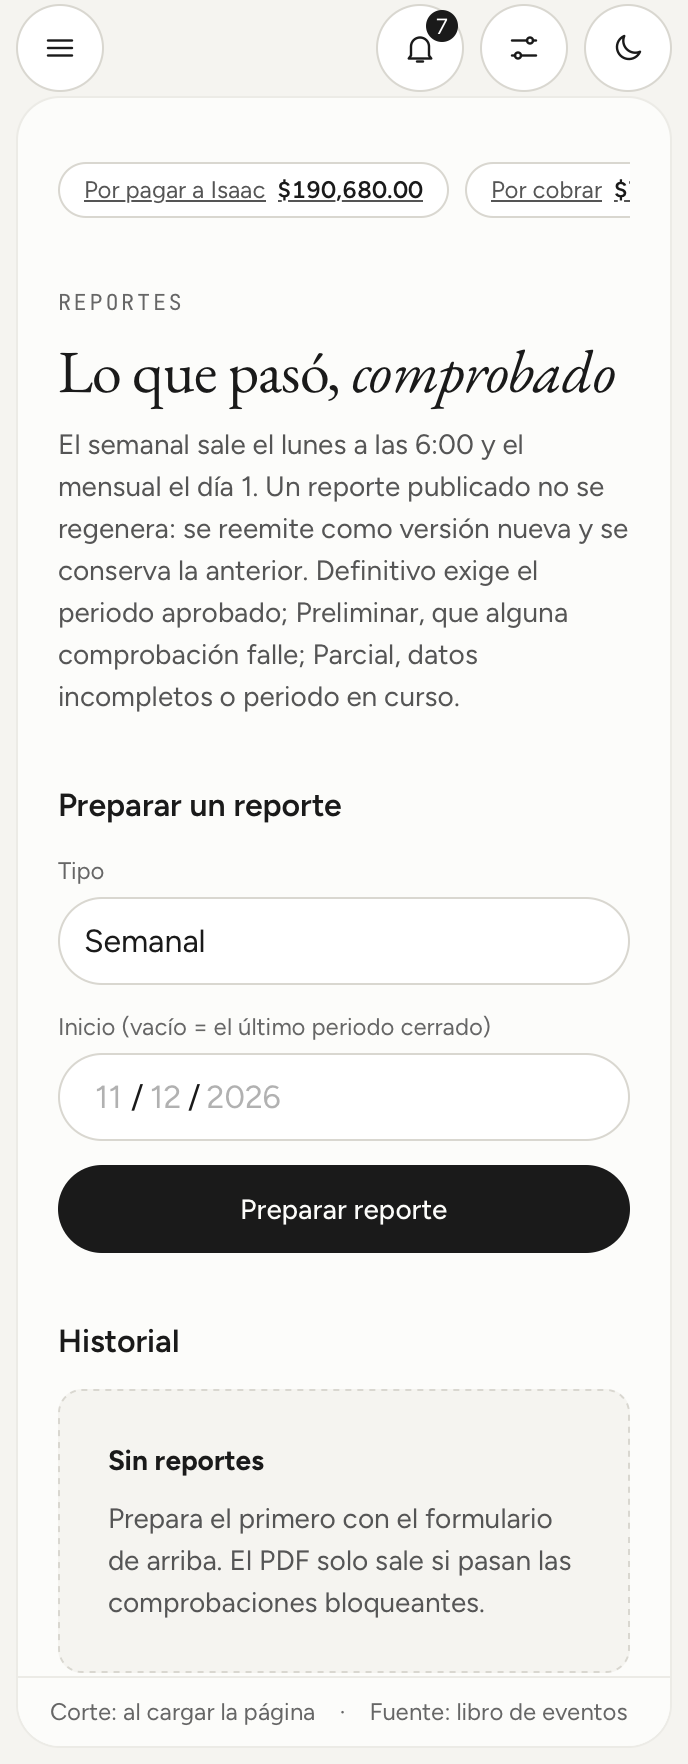 7
Por pagar a Isaac $190,680.00 Por cobrar
REPORTES
Lo que pasó, comprobado
El semanal sale el lunes a las 6:00 y el
mensual el día 1. Un reporte publicado no se
regenera: se reemite como versión nueva y se
conserva la anterior. Definitivo exige el
periodo aprobado; Preliminar, que alguna
comprobación falle; Parcial, datos
incompletos o periodo en curso.
Preparar un reporte
Tipo
Semanal
Inicio (vacío = el último periodo cerrado)
11 / 12 / 2026
Preparar reporte
Historial
Sin reportes
Prepara el primero con el formulario
de arriba. El PDF solo sale si pasan las
comprobaciones bloqueantes.
Corte: al cargar la página · Fuente: libro de eventos